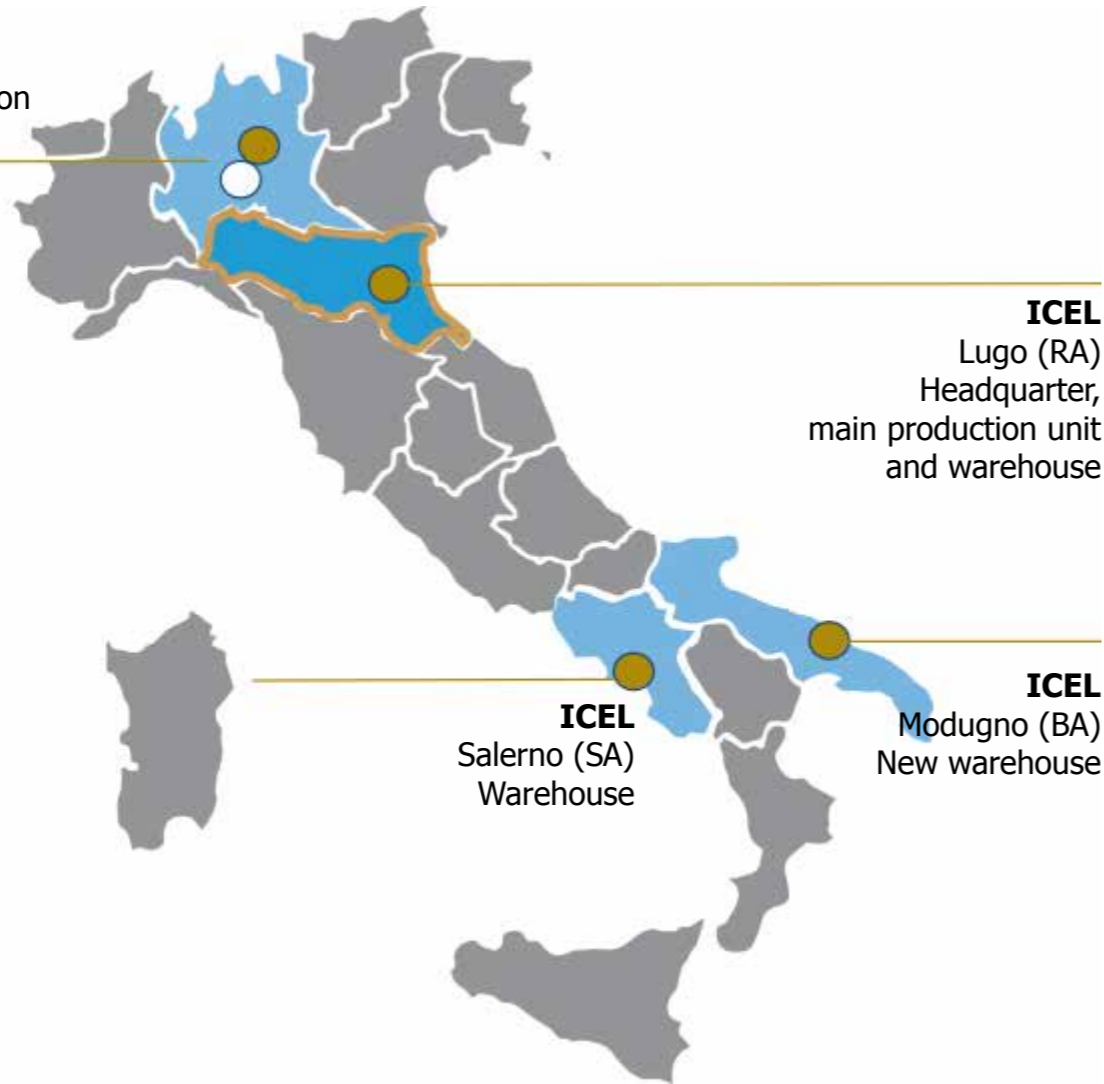 on
ICEL
Lugo (RA)
Headquarter,
main production unit
and warehouse
ICEL
Modugno (BA)
New warehouse
ICEL
Salerno (SA)
Warehouse